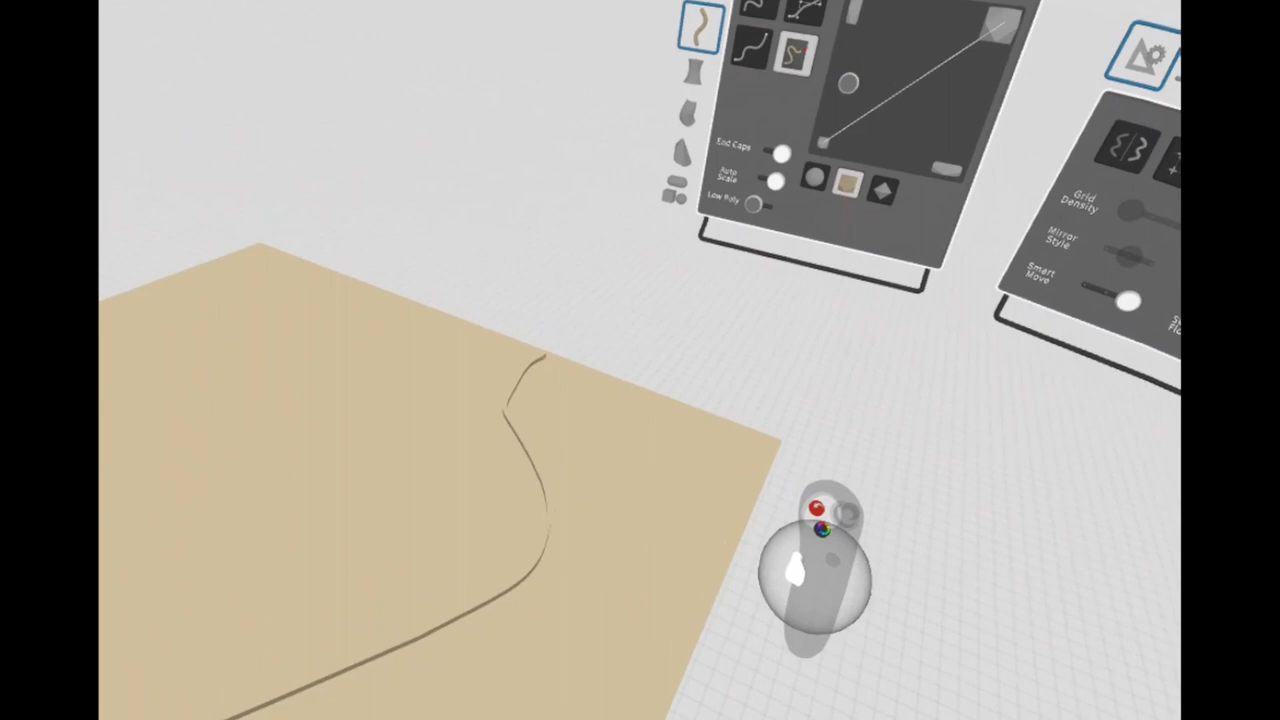 End Caps
Auto
Scale
Low Poly
Grid
Density
Mirror
Style
Smart
Move